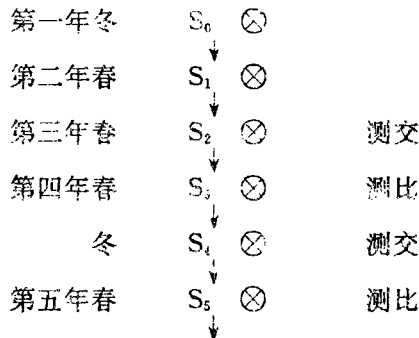 第一年冬 S₀ ⊗
第二年春 S₁ ⊗
第三年春 S₂ ⊗ 测交
第四年春 S₃ ⊗ 测比
冬 S₄ ⊗ 测交
第五年春 S₅ ⊗ 测比